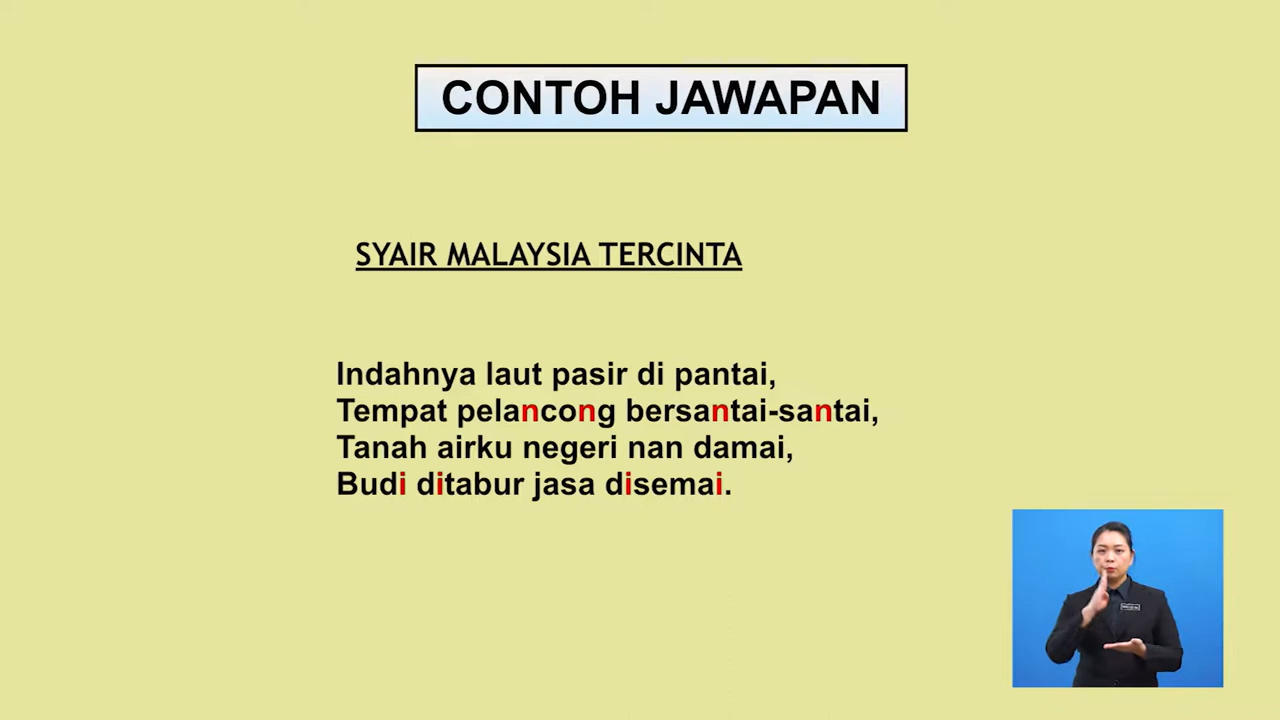 CONTOH JAWAPAN
SYAIR MALAYSIA TERCINTA
Indahnya laut pasir di pantai,
Tempat pelancong bersantai-santai,
Tanah airku negeri nan damai,
Budi ditabur jasa disemai.